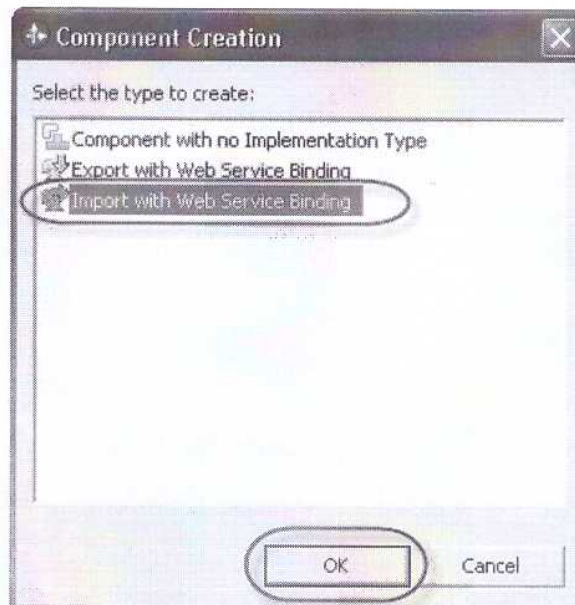 Component Creation
Select the type to create:
Component with no Implementation Type
Export with Web Service Binding
Import with Web Service Binding
OK
Cancel